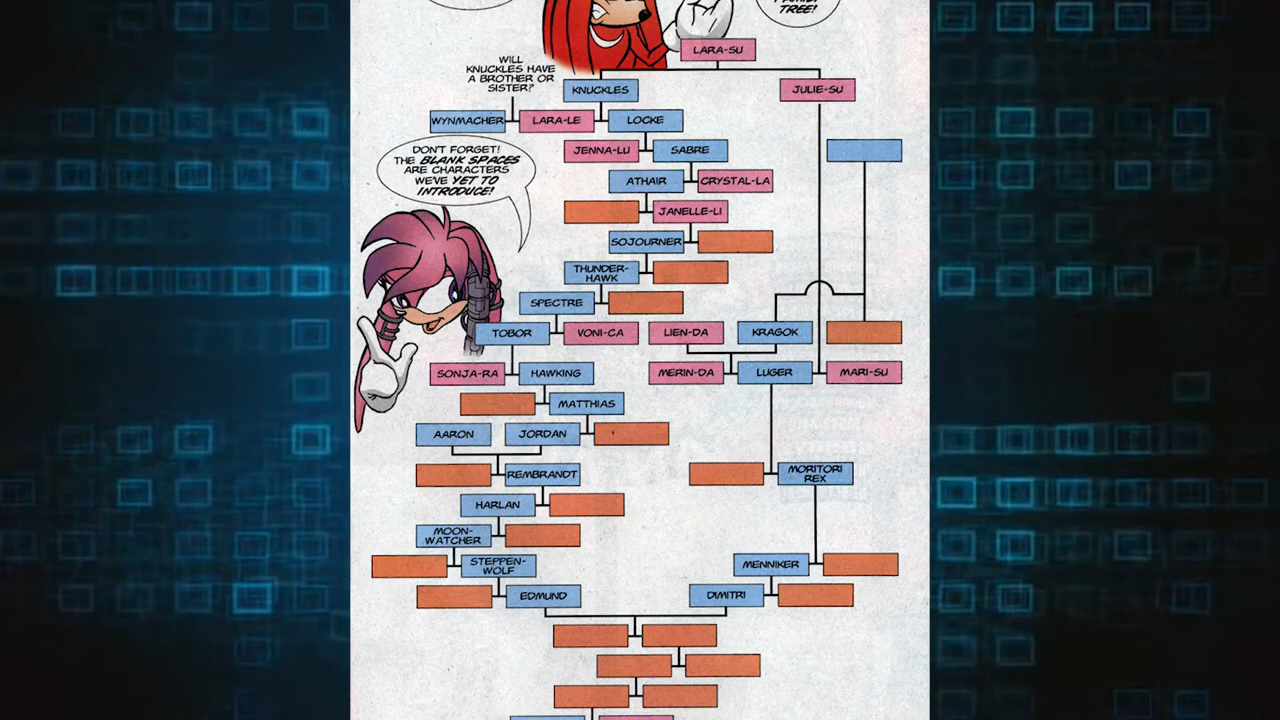 TREE!
LARA-SU
WILL
KNUCKLES HAVE
A BROTHER OR
SISTER?
KNUCKLES
JULIE-SU
WYNMACHER
LARA-LE
LOCKE
DON'T FORGET!
THE BLANK SPACES
ARE CHARACTERS
WE'VE YET TO
INTRODUCE!
JENNA-LU
SABRE
ATHAIR
CRYSTAL-LA
JANELLE-LI
SOJOURNER
THUNDER-
HAWK
SPECTRE
TOBOR
VONI-CA
LIEN-DA
KRAGOK
SONJA-RA
HAWKING
MERIN-DA
LUGER
MARI-SU
MATTHIAS
AARON
JORDAN
REMBRANDT
MORITORI
REX
HARLAN
MOON-
WATCHER
STEPPEN-
WOLF
MENNIKER
EDMUND
DIMITRI